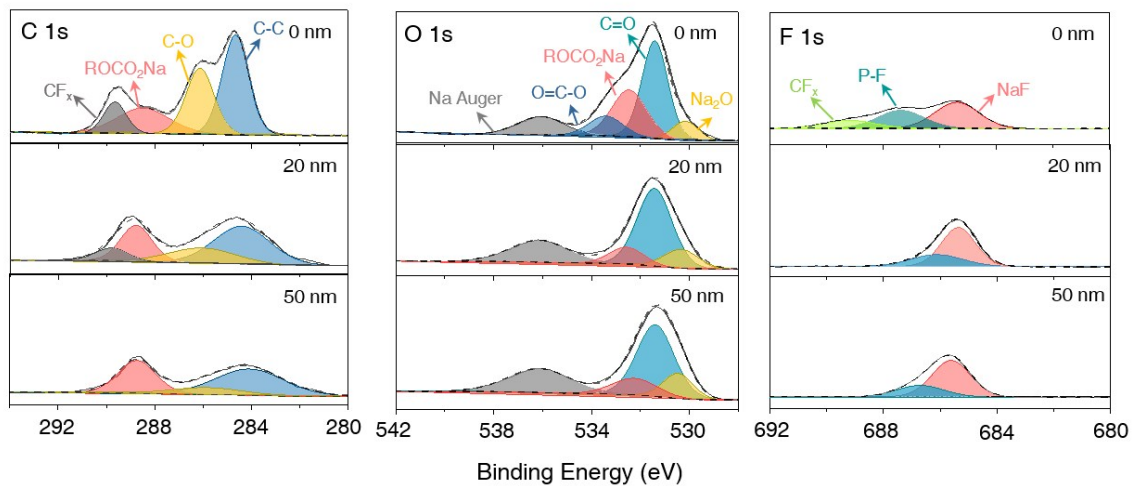 C 1s
0 nm
C-C
C-O
ROCO₂Na
CFₓ
20 nm
50 nm
292
288
284
280
O 1s
0 nm
C=O
ROCO₂Na
O=C-O
Na Auger
Na₂O
20 nm
50 nm
542
538
534
530
F 1s
0 nm
CFₓ
P-F
NaF
20 nm
50 nm
692
688
684
680
Binding Energy (eV)